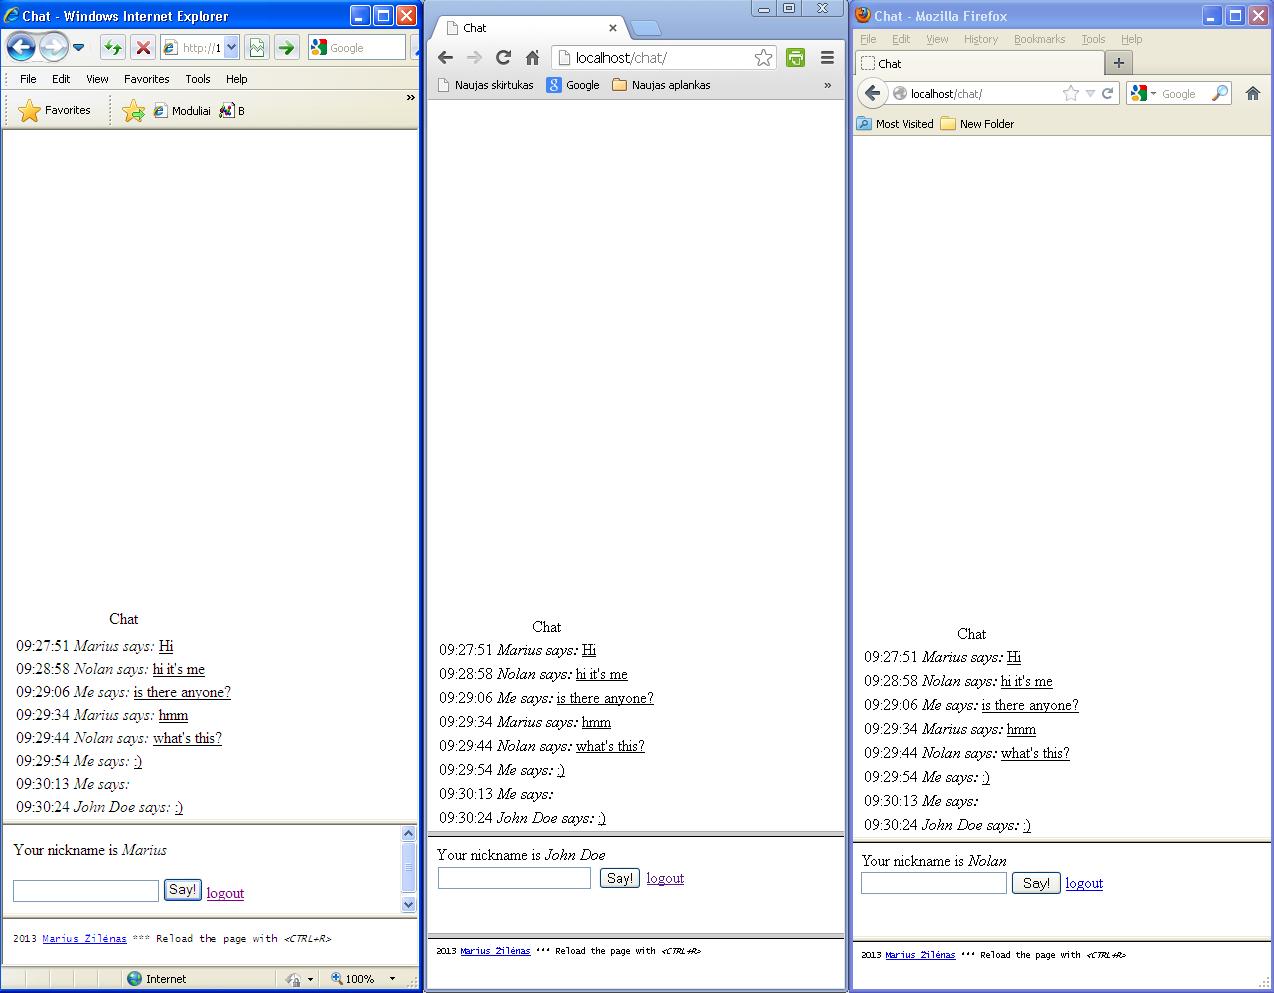 Chat - Windows Internet Explorer
http://1
Google
File Edit View Favorites Tools Help
Favorites Moduliai B »
Chat
09:27:51 Marius says: Hi
09:28:58 Nolan says: hi it's me
09:29:06 Me says: is there anyone?
09:29:34 Marius says: hmm
09:29:44 Nolan says: what's this?
09:29:54 Me says: :)
09:30:13 Me says:
09:30:24 John Doe says: :)
Your nickname is Marius
Say! logout
2013 Marius Žilėnas *** Reload the page with <CTRL+R>
Internet 100%
Chat
localhost/chat/
Naujas skirtukas Google Naujas aplankas »
Chat
09:27:51 Marius says: Hi
09:28:58 Nolan says: hi it's me
09:29:06 Me says: is there anyone?
09:29:34 Marius says: hmm
09:29:44 Nolan says: what's this?
09:29:54 Me says: :)
09:30:13 Me says:
09:30:24 John Doe says: :)
Your nickname is John Doe
Say! logout
2013 Marius Žilėnas *** Reload the page with <CTRL+R>
Chat - Mozilla Firefox
File Edit View History Bookmarks Tools Help
Chat
localhost/chat/ Google
Most Visited New Folder
Chat
09:27:51 Marius says: Hi
09:28:58 Nolan says: hi it's me
09:29:06 Me says: is there anyone?
09:29:34 Marius says: hmm
09:29:44 Nolan says: what's this?
09:29:54 Me says: :)
09:30:13 Me says:
09:30:24 John Doe says: :)
Your nickname is Nolan
Say! logout
2013 Marius Žilėnas *** Reload the page with <CTRL+R>